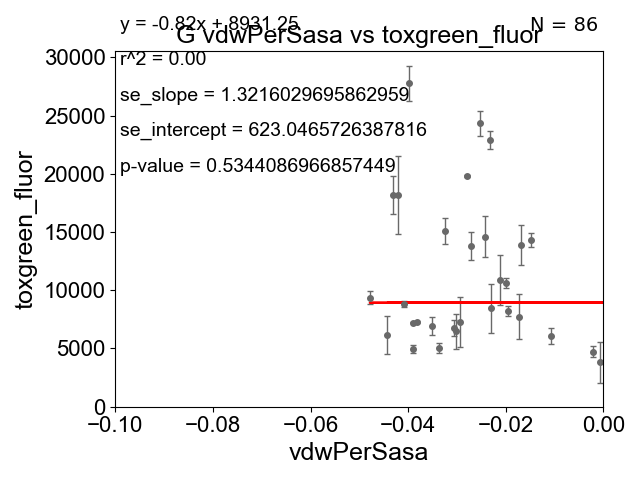 y = -0.82x + 8931.25
N = 86
G vdwPerSasa vs toxgreen_fluor
r^2 = 0.00
se_slope = 1.3216029695862959
se_intercept = 623.0465726387816
p-value = 0.5344086966857449
30000
25000
20000
15000
10000
5000
0
toxgreen_fluor
−0.10 −0.08 −0.06 −0.04 −0.02 0.00
vdwPerSasa